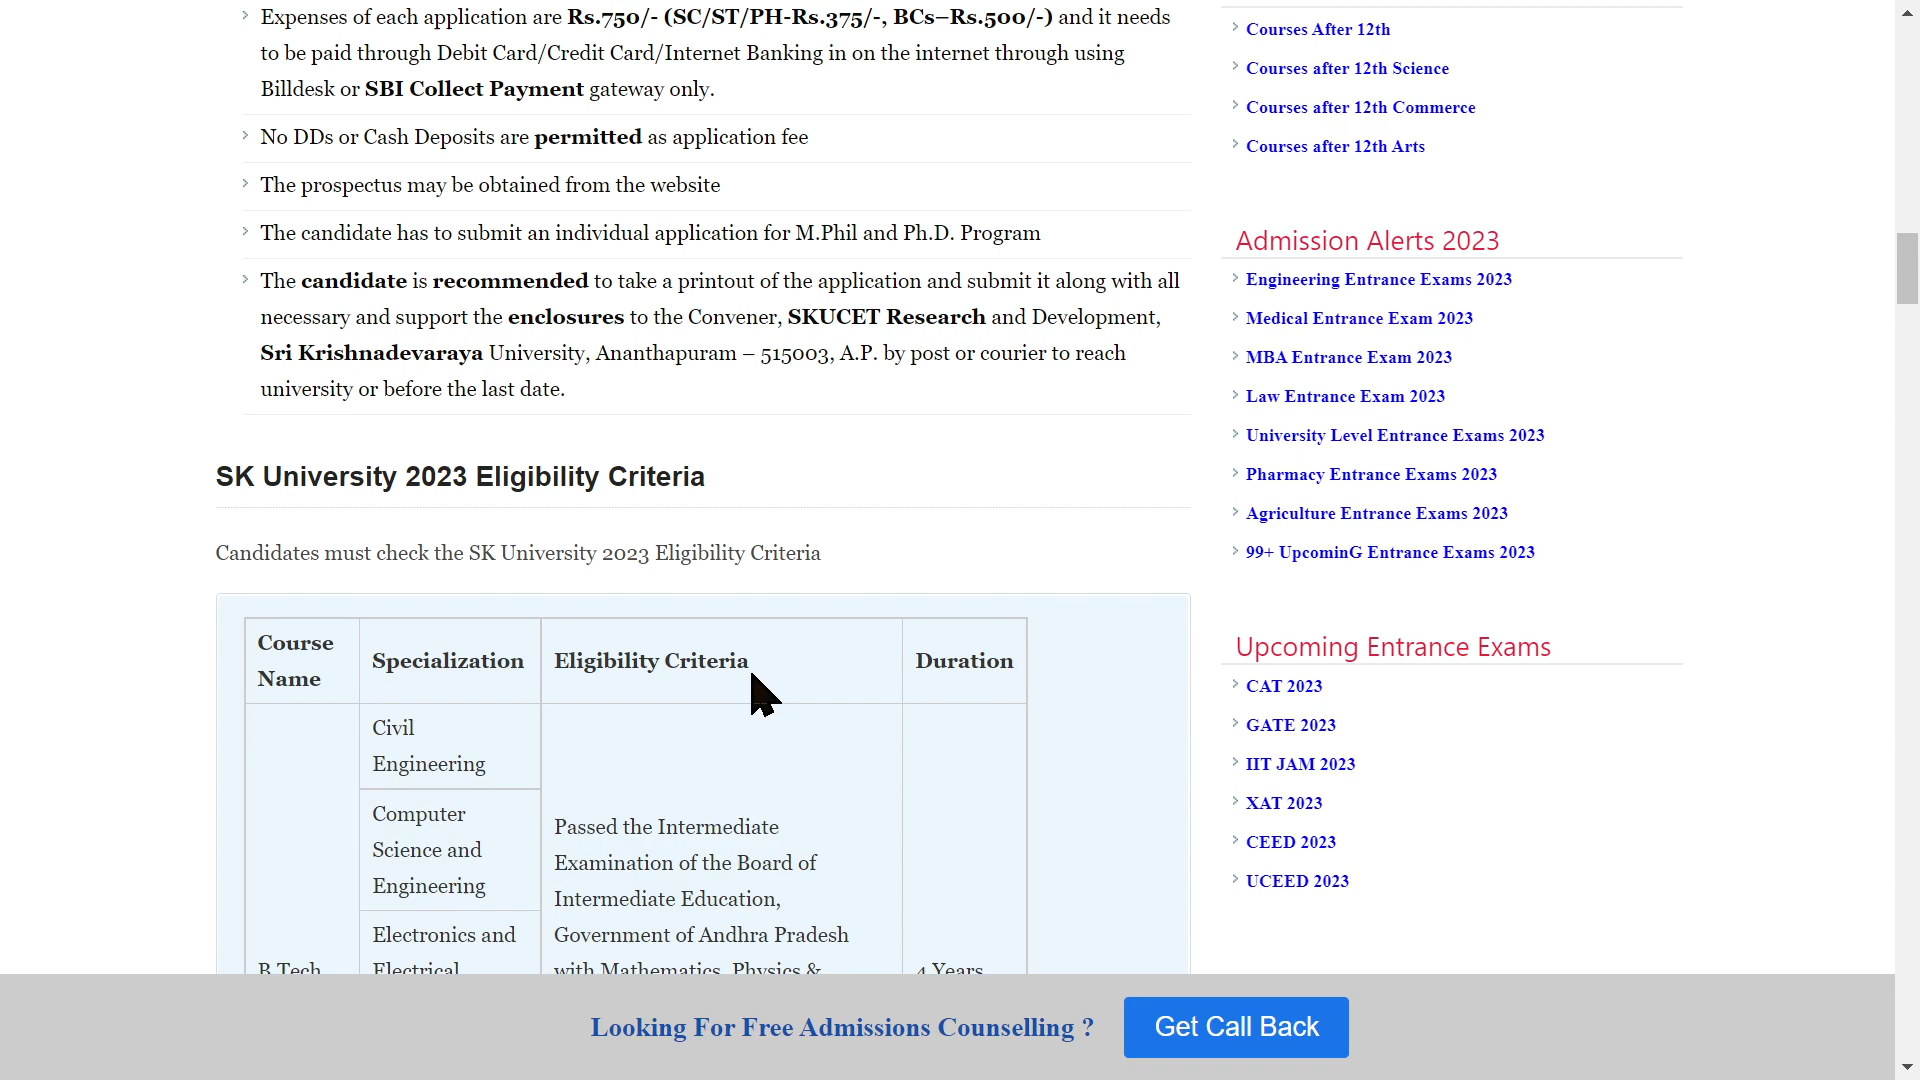 Expenses of each application are Rs.750/- (SC/ST/PH-Rs.375/-, BCs–Rs.500/-) and it needs
to be paid through Debit Card/Credit Card/Internet Banking in on the internet through using
Billdesk or SBI Collect Payment gateway only.
No DDs or Cash Deposits are permitted as application fee
The prospectus may be obtained from the website
The candidate has to submit an individual application for M.Phil and Ph.D. Program
The candidate is recommended to take a printout of the application and submit it along with all
necessary and support the enclosures to the Convener, SKUCET Research and Development,
Sri Krishnadevaraya University, Ananthapuram – 515003, A.P. by post or courier to reach
university or before the last date.
SK University 2023 Eligibility Criteria
Candidates must check the SK University 2023 Eligibility Criteria
Course
Name
Specialization
Eligibility Criteria
Duration
Civil
Engineering
Computer
Science and
Engineering
Electronics and
Electrical
B.Tech
Passed the Intermediate
Examination of the Board of
Intermediate Education,
Government of Andhra Pradesh
with Mathematics, Physics &
4 Years
Courses After 12th
Courses after 12th Science
Courses after 12th Commerce
Courses after 12th Arts
Admission Alerts 2023
Engineering Entrance Exams 2023
Medical Entrance Exam 2023
MBA Entrance Exam 2023
Law Entrance Exam 2023
University Level Entrance Exams 2023
Pharmacy Entrance Exams 2023
Agriculture Entrance Exams 2023
99+ UpcominG Entrance Exams 2023
Upcoming Entrance Exams
CAT 2023
GATE 2023
IIT JAM 2023
XAT 2023
CEED 2023
UCEED 2023
Looking For Free Admissions Counselling ?
Get Call Back